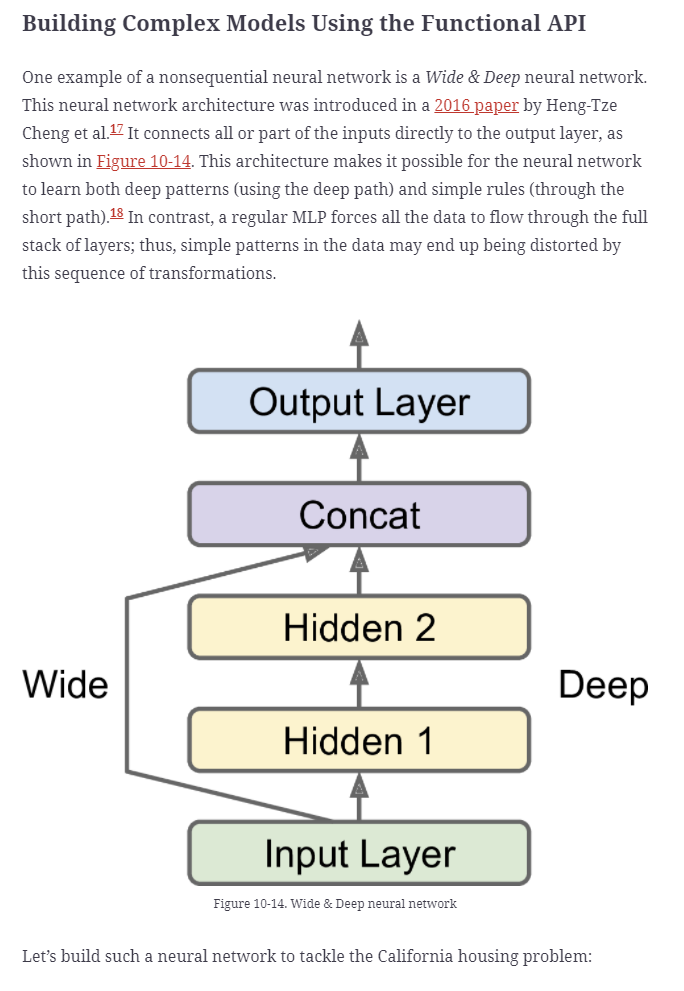 Building Complex Models Using the Functional API
One example of a nonsequential neural network is a Wide & Deep neural network.
This neural network architecture was introduced in a 2016 paper by Heng-Tze
Cheng et al.17 It connects all or part of the inputs directly to the output layer, as
shown in Figure 10-14. This architecture makes it possible for the neural network
to learn both deep patterns (using the deep path) and simple rules (through the
short path).18 In contrast, a regular MLP forces all the data to flow through the full
stack of layers; thus, simple patterns in the data may end up being distorted by
this sequence of transformations.
Output Layer
Concat
Hidden 2
Wide
Deep
Hidden 1
Input Layer
Figure 10-14. Wide & Deep neural network
Let’s build such a neural network to tackle the California housing problem: